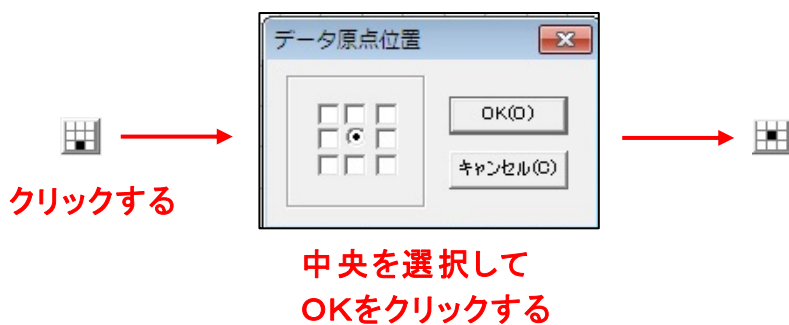 データ原点位置
OK(O)
キャンセル(C)
クリックする
中央を選択して
OKをクリックする